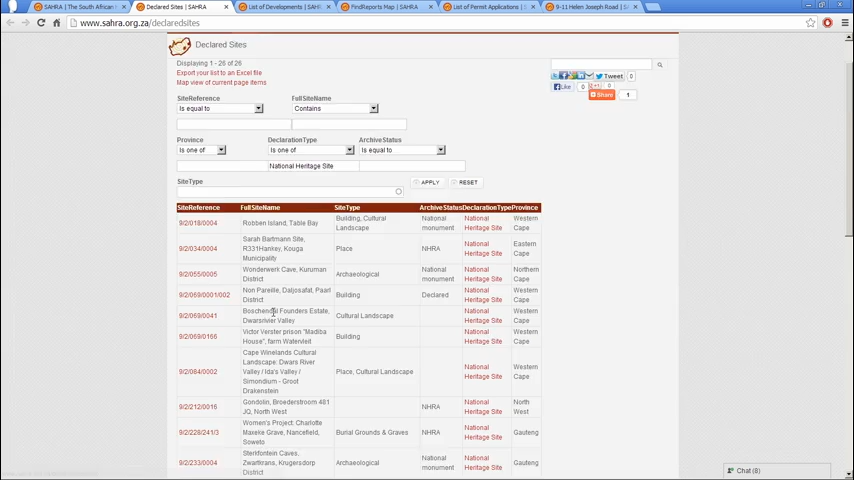 SAHRA | The South African
Declared Sites | SAHRA
List of Developments | SAHR
FindReports Map | SAHRA
List of Permit Applications | S
9-11 Helen Joseph Road | S
www.sahra.org.za/declaredsites
Declared Sites
Displaying 1 - 26 of 26
Export your list to an Excel file
Map view of current page items
Tweet 0
Like 0
Share 1
SiteReference FullSiteName
Is equal to Contains
Province DeclarationType ArchiveStatus
Is one of Is one of Is equal to
National Heritage Site
SiteType
APPLY RESET
SiteReference FullSiteName SiteType ArchiveStatus DeclarationType Province
9/2/018/0004 Robben Island, Table Bay Building, Cultural Landscape National monument National Heritage Site Western Cape
9/2/034/0004 Sarah Bartmann Site, R331Hankey, Kouga Municipality Place NHRA National Heritage Site Eastern Cape
9/2/055/0005 Wonderwerk Cave, Kuruman District Archaeological National monument National Heritage Site Northern Cape
9/2/069/0001/002 Non Pareille, Daljosafat, Paarl District Building Declared National Heritage Site Western Cape
9/2/069/0041 Boschendal Founders Estate, Dwarsrivier Valley Cultural Landscape National Heritage Site Western Cape
9/2/069/0166 Victor Verster prison "Madiba House", farm Watervleit Building National Heritage Site Western Cape
9/2/084/0002 Cape Winelands Cultural Landscape: Dwars River Valley / Ida's Valley / Simondium - Groot Drakenstein Place, Cultural Landscape National Heritage Site Western Cape
9/2/212/0016 Gondolin, Broederstroom 481 JQ, North West NHRA National Heritage Site North West
9/2/228/241/3 Women's Project: Charlotte Maxeke Grave, Nancefield, Soweto Burial Grounds & Graves NHRA National Heritage Site Gauteng
9/2/233/0004 Sterkfontein Caves, Zwartkrans, Krugersdorp District Archaeological National monument National Heritage Site Gauteng
Chat (8)